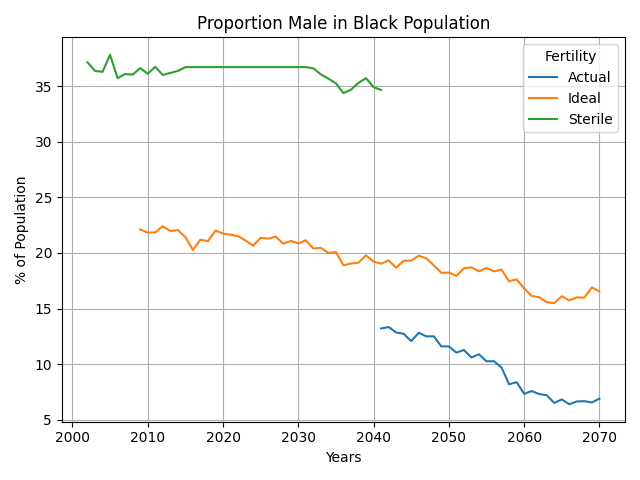 Proportion Male in Black Population
Fertility
Actual
Ideal
Sterile
% of Population
35
30
25
20
15
10
5
2000 2010 2020 2030 2040 2050 2060 2070
Years